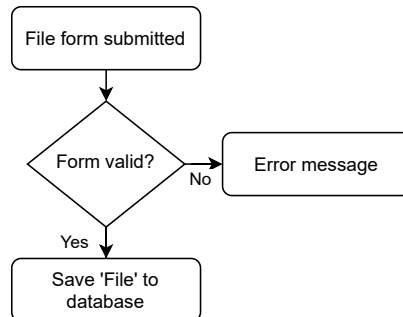 File form submitted
Form valid?
No
Error message
Yes
Save 'File' to
database